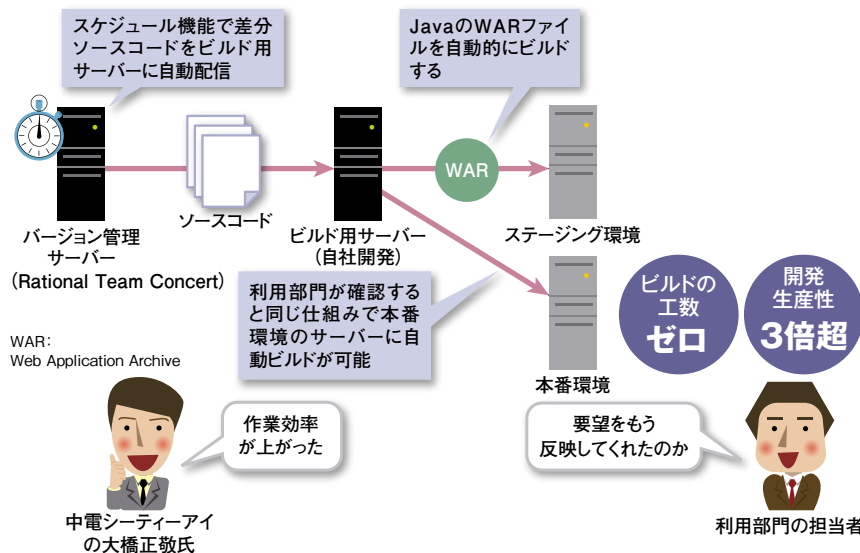 スケジュール機能で差分
ソースコードをビルド用
サーバーに自動配信
JavaのWARファイ
ルを自動的にビルド
する
WAR
ソースコード
バージョン管理
サーバー
(Rational Team Concert)
ビルド用サーバー
(自社開発)
ステージング環境
利用部門が確認する
と同じ仕組みで本番
環境のサーバーに自
動ビルドが可能
本番環境
ビルドの
工数
ゼロ
開発
生産性
3倍超
WAR:
Web Application Archive
作業効率
が上がった
要望をもう
反映してくれたのか
中電シーティーアイ
の大橋正敬氏
利用部門の担当者